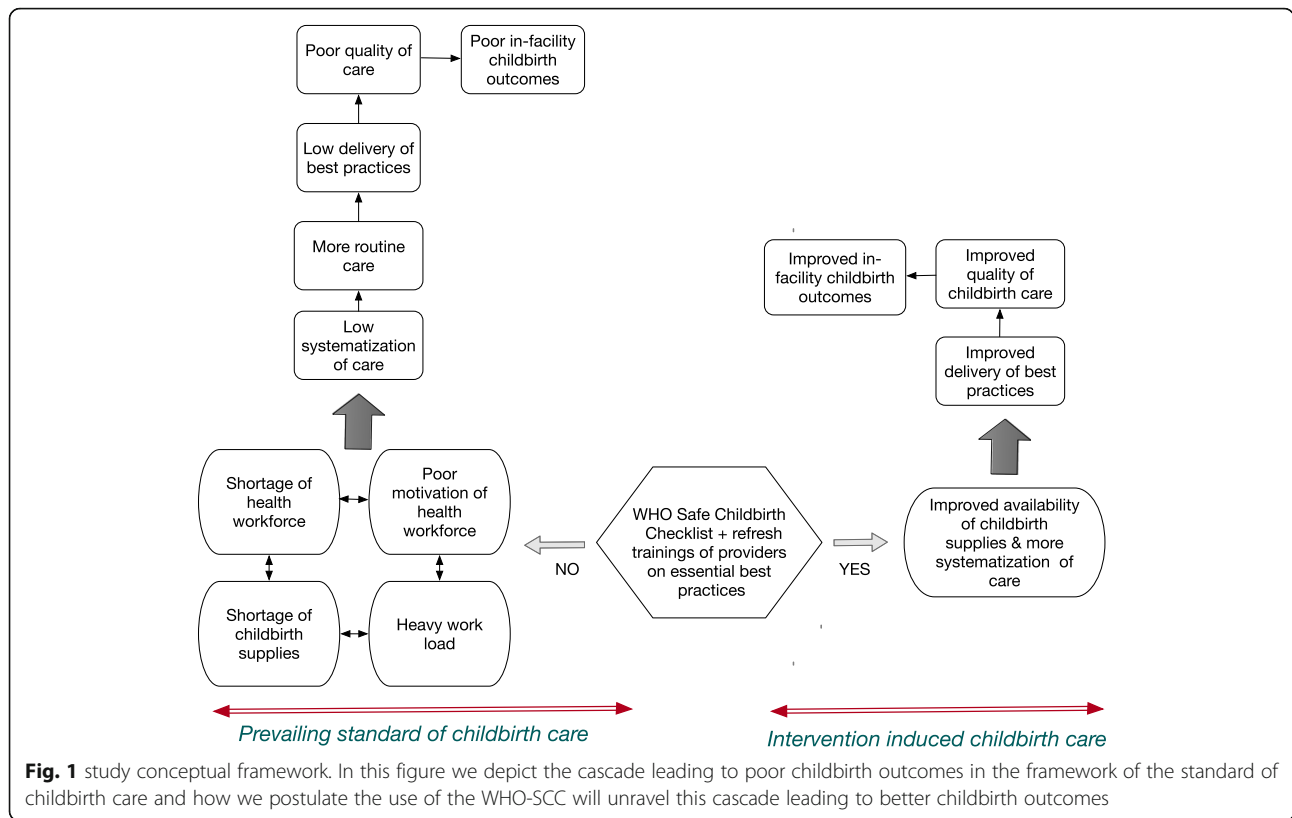 Poor quality of
care
Poor in-facility
childbirth
outcomes
Low delivery of
best practices
More routine
care
Low
systematization
of care
Improved in-
facility childbirth
outcomes
Improved
quality of
childbirth care
Improved
delivery of best
practices
Shortage of
health
workforce
Poor
motivation of
health
workforce
Shortage of
childbirth
supplies
Heavy work
load
NO
WHO Safe Childbirth
Checklist + refresh
trainings of providers
on essential best
practices
YES
Improved availability
of childbirth
supplies & more
systematization of
care
Prevailing standard of childbirth care
Intervention induced childbirth care
Fig. 1 study conceptual framework. In this figure we depict the cascade leading to poor childbirth outcomes in the framework of the standard of
childbirth care and how we postulate the use of the WHO-SCC will unravel this cascade leading to better childbirth outcomes